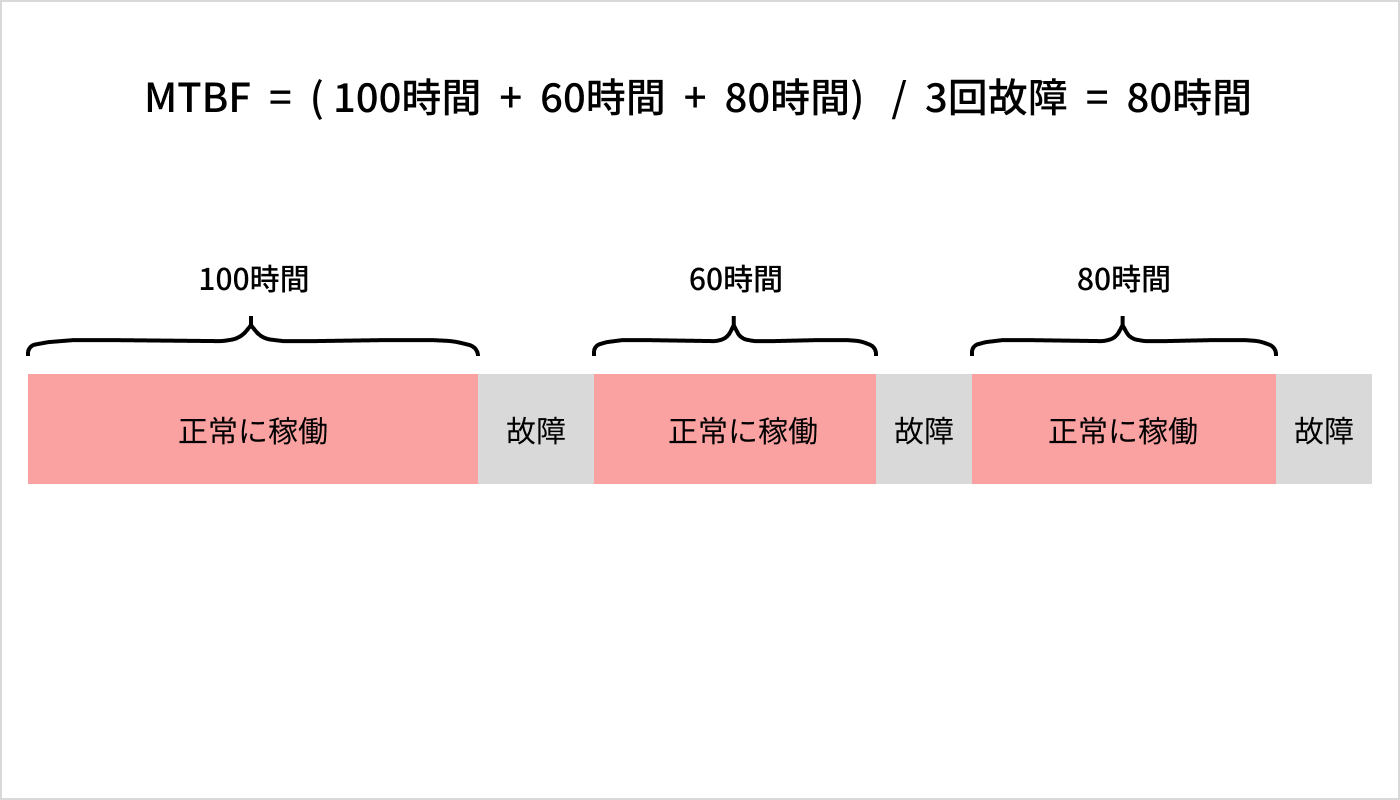 MTBF = ( 100時間 + 60時間 + 80時間) / 3回故障 = 80時間
100時間 60時間 80時間
正常に稼働 故障 正常に稼働 故障 正常に稼働 故障